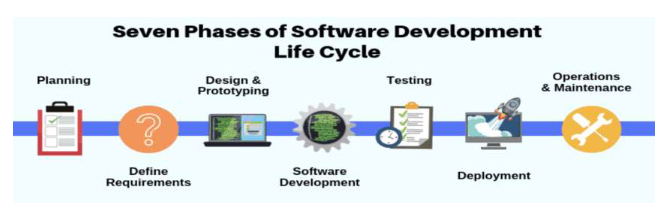 Seven Phases of Software Development
Life Cycle
Planning
Define
Requirements
Design &
Prototyping
Software
Development
Testing
Deployment
Operations
& Maintenance